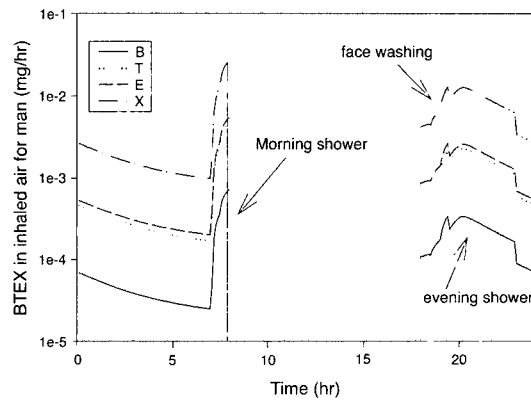 1e-1
1e-2
1e-3
1e-4
1e-5
BTEX in inhaled air for man (mg/hr)
B
T
E
X
face washing
Morning shower
evening shower
0
5
10
15
20
Time (hr)